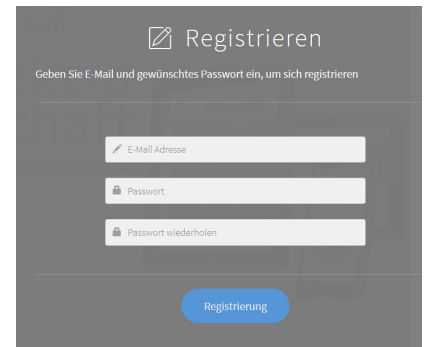 Registrieren
Geben Sie E-Mail und gewünschtes Passwort ein, um sich registrieren
E-Mail Adresse
Passwort
Passwort wiederholen
Registrierung